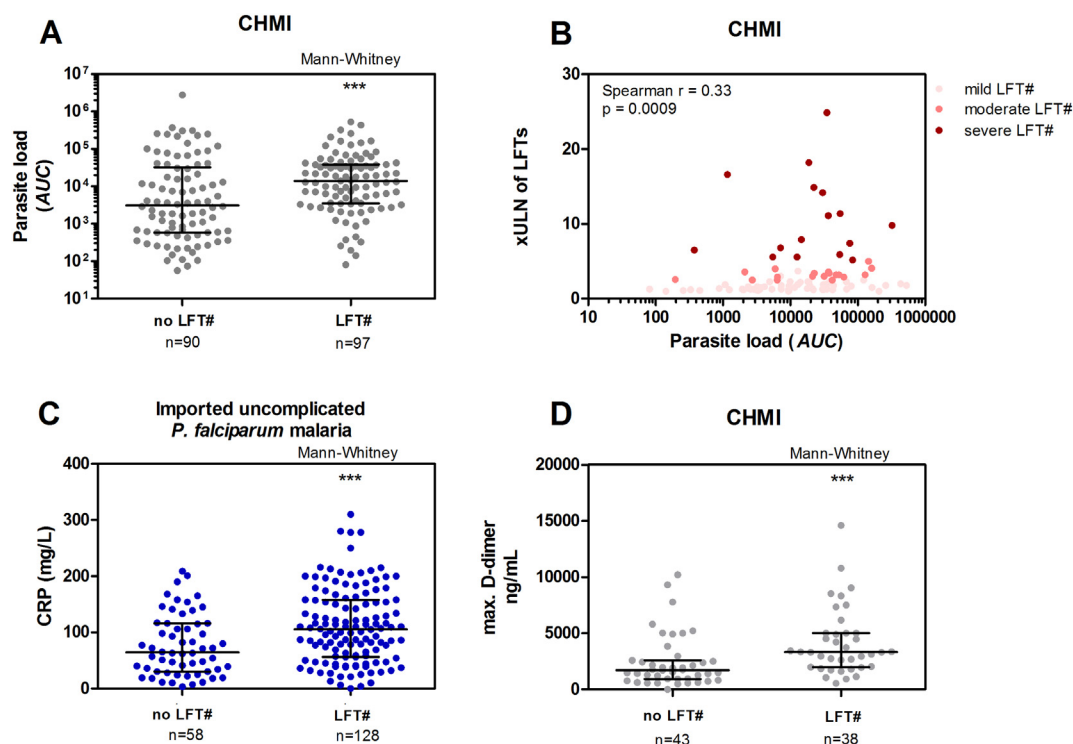 A
CHMI
Mann-Whitney
***
Parasite load
(AUC)
10^7
10^6
10^5
10^4
10^3
10^2
10^1
no LFT#
LFT#
n=90
n=97
B
CHMI
Spearman r = 0.33
p = 0.0009
mild LFT#
moderate LFT#
severe LFT#
xULN of LFTs
30
20
10
0
10 100 1000 10000 100000 1000000
Parasite load (AUC)
C
Imported uncomplicated
P. falciparum malaria
Mann-Whitney
***
CRP (mg/L)
400
300
200
100
0
no LFT#
LFT#
n=58
n=128
D
CHMI
Mann-Whitney
***
max. D-dimer
ng/mL
20000
15000
10000
5000
0
no LFT#
LFT#
n=43
n=38